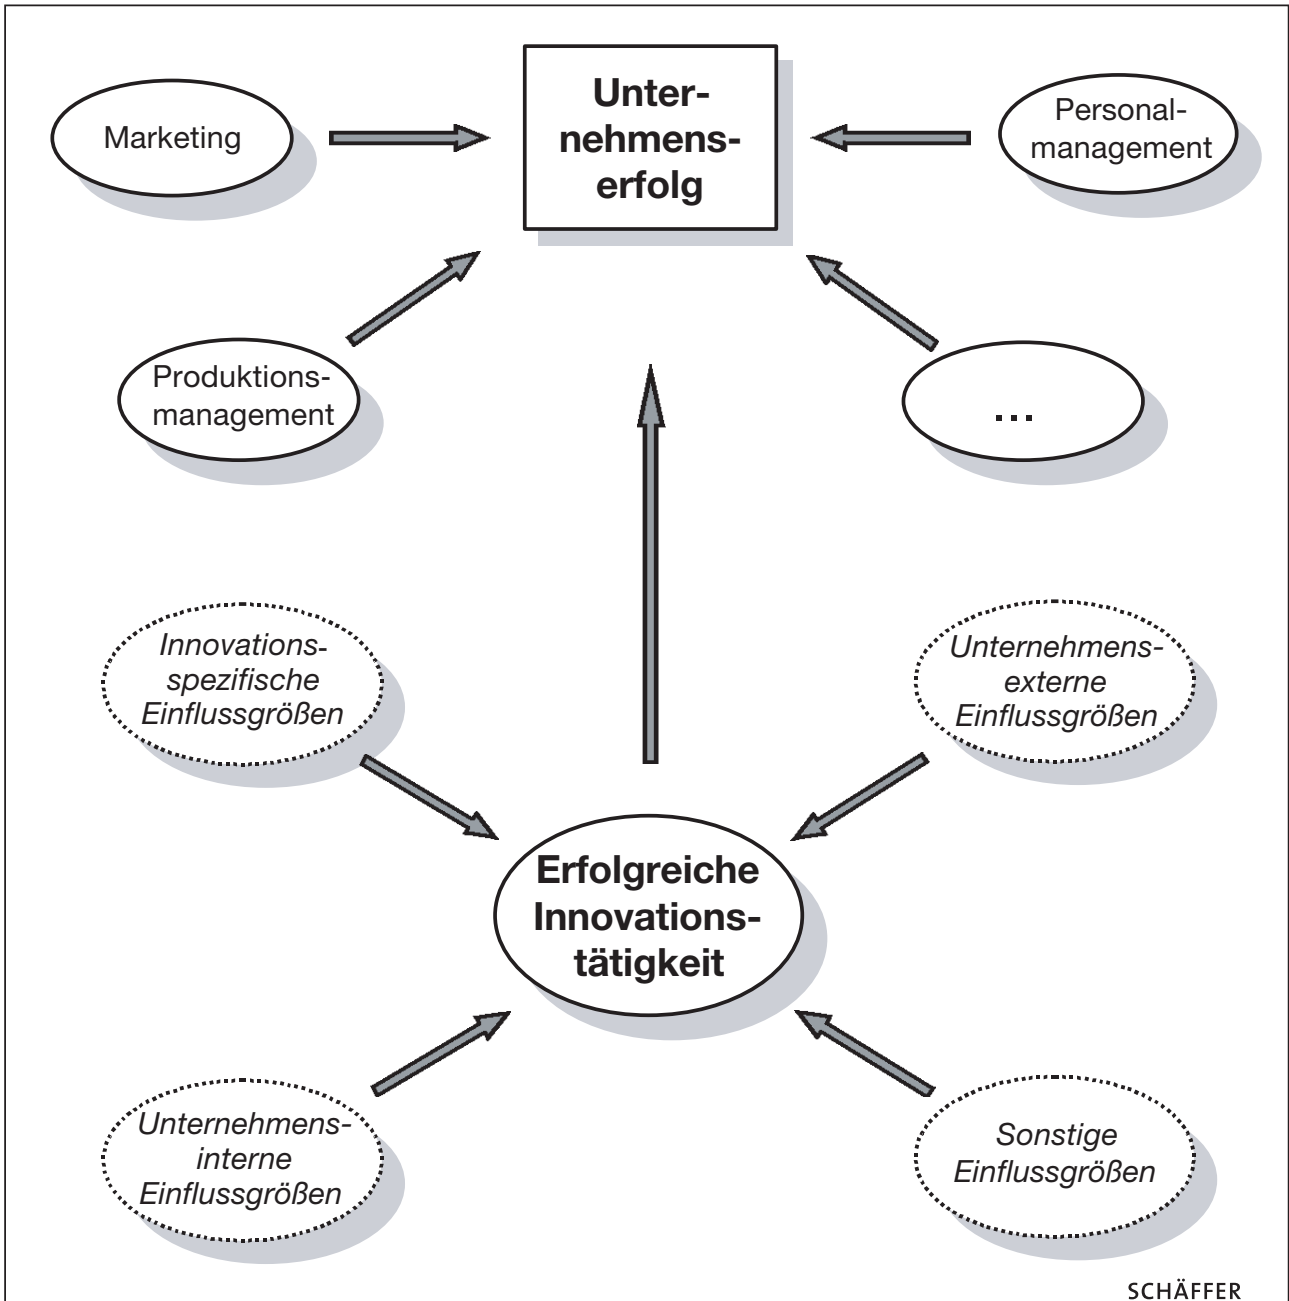 Marketing
Unter-
nehmens-
erfolg
Personal-
management
Produktions-
management
...
Innovations-
spezifische
Einflussgrößen
Unternehmens-
externe
Einflussgrößen
Erfolgreiche
Innovations-
tätigkeit
Unternehmens-
interne
Einflussgrößen
Sonstige
Einflussgrößen
SCHÄFFER